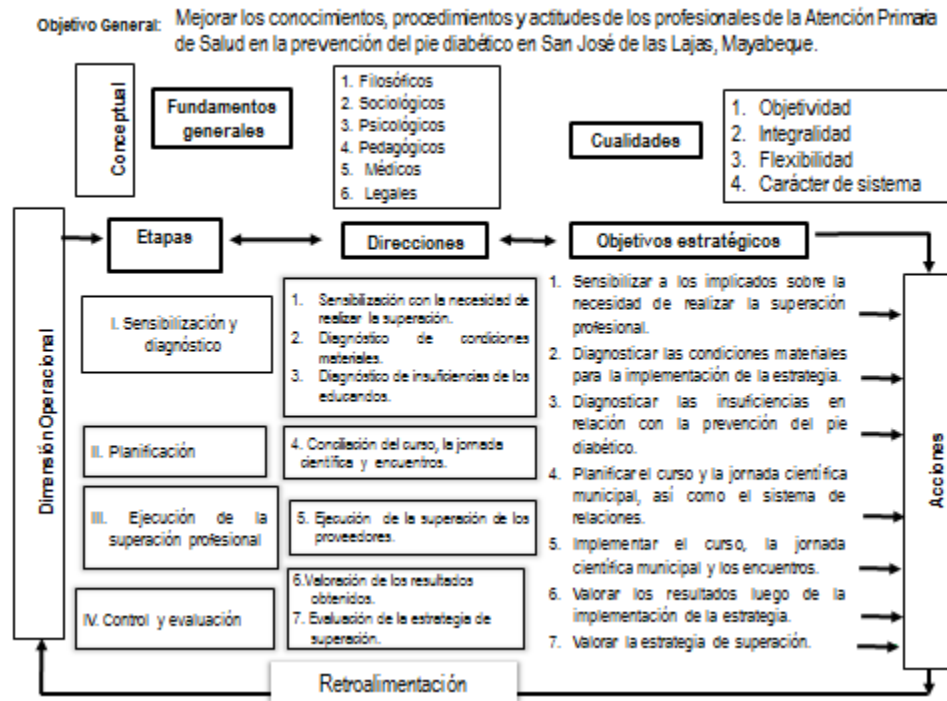 Objetivo General: Mejorar los conocimientos, procedimientos y actitudes de los profesionales de la Atención Primaria
de Salud en la prevención del pie diabético en San José de las Lajas, Mayabeque.
Conceptual
Fundamentos
generales
1. Filosóficos
2. Sociológicos
3. Psicológicos
4. Pedagógicos
5. Médicos
6. Legales
Cualidades
1. Objetividad
2. Integralidad
3. Flexibilidad
4. Carácter de sistema
Dimensión Operacional
Etapas
Direcciones
Objetivos estratégicos
I. Sensibilización y
diagnóstico
1. Sensibilización con la necesidad de
realizar la superación.
2. Diagnóstico de condiciones
materiales.
3. Diagnóstico de insuficiencias de los
educandos.
II. Planificación
4. Conciliación del curso, la jornada
científica y encuentros.
III. Ejecución de la
superación profesional
5. Ejecución de la superación de los
proveedores.
IV. Control y evaluación
6.Valoración de los resultados
obtenidos.
7. Evaluación de la estrategia de
superación.
1. Sensibilizar a los implicados sobre la
necesidad de realizar la superación
profesional.
2. Diagnosticar las condiciones materiales
para la implementación de la estrategia.
3. Diagnosticar las insuficiencias en
relación con la prevención del pie
diabético.
4. Planificar el curso y la jornada científica
municipal, así como el sistema de
relaciones.
5. Implementar el curso, la jornada
científica municipal y los encuentros.
6. Valorar los resultados luego de la
implementación de la estrategia.
7. Valorar la estrategia de superación.
Acciones
Retroalimentación